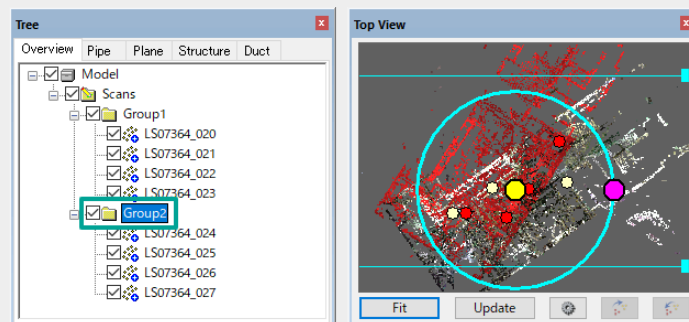 Tree
Overview Pipe Plane Structure Duct
Model
Scans
Group1
LS07364_020
LS07364_021
LS07364_022
LS07364_023
Group2
LS07364_024
LS07364_025
LS07364_026
LS07364_027
Top View
Fit Update